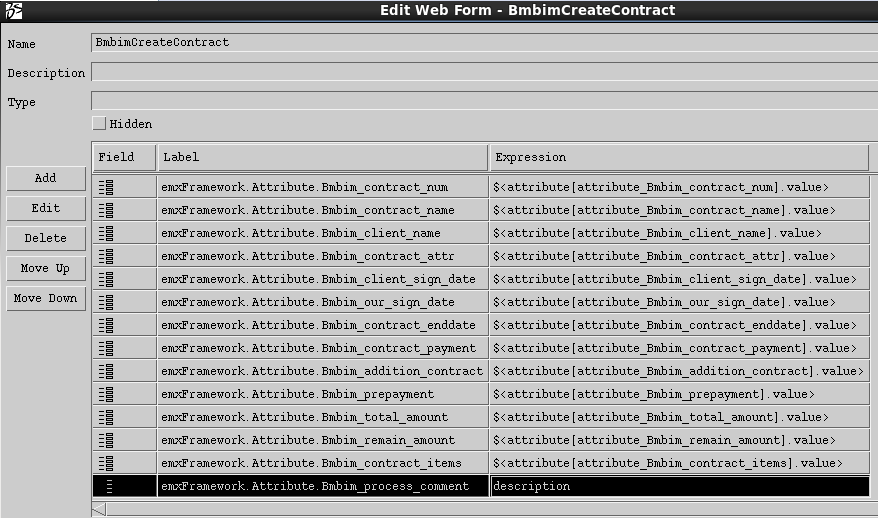 Edit Web Form - BmbimCreateContract
Name BmbimCreateContract
Description
Type
Hidden
Field Label Expression
Add
Edit
Delete
Move Up
Move Down
emxFramework.Attribute.Bmbim_contract_num $<attribute[attribute_Bmbim_contract_num].value>
emxFramework.Attribute.Bmbim_contract_name $<attribute[attribute_Bmbim_contract_name].value>
emxFramework.Attribute.Bmbim_client_name $<attribute[attribute_Bmbim_client_name].value>
emxFramework.Attribute.Bmbim_contract_attr $<attribute[attribute_Bmbim_contract_attr].value>
emxFramework.Attribute.Bmbim_client_sign_date $<attribute[attribute_Bmbim_client_sign_date].value>
emxFramework.Attribute.Bmbim_our_sign_date $<attribute[attribute_Bmbim_our_sign_date].value>
emxFramework.Attribute.Bmbim_contract_enddate $<attribute[attribute_Bmbim_contract_enddate].value>
emxFramework.Attribute.Bmbim_contract_payment $<attribute[attribute_Bmbim_contract_payment].value>
emxFramework.Attribute.Bmbim_addition_contract $<attribute[attribute_Bmbim_addition_contract].value>
emxFramework.Attribute.Bmbim_prepayment $<attribute[attribute_Bmbim_prepayment].value>
emxFramework.Attribute.Bmbim_total_amount $<attribute[attribute_Bmbim_total_amount].value>
emxFramework.Attribute.Bmbim_remain_amount $<attribute[attribute_Bmbim_remain_amount].value>
emxFramework.Attribute.Bmbim_contract_items $<attribute[attribute_Bmbim_contract_items].value>
emxFramework.Attribute.Bmbim_process_comment description